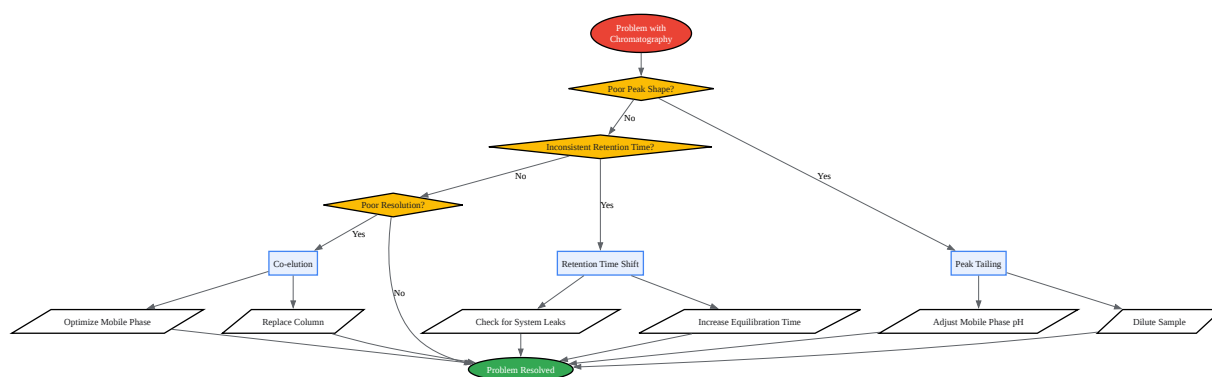 Problem with
Chromatography
Poor Peak Shape?
No
Inconsistent Retention Time?
No
Yes
Yes
Poor Resolution?
Yes
Co-elution
Retention Time Shift
Peak Tailing
No
Optimize Mobile Phase
Replace Column
Check for System Leaks
Increase Equilibration Time
Adjust Mobile Phase pH
Dilute Sample
Problem Resolved